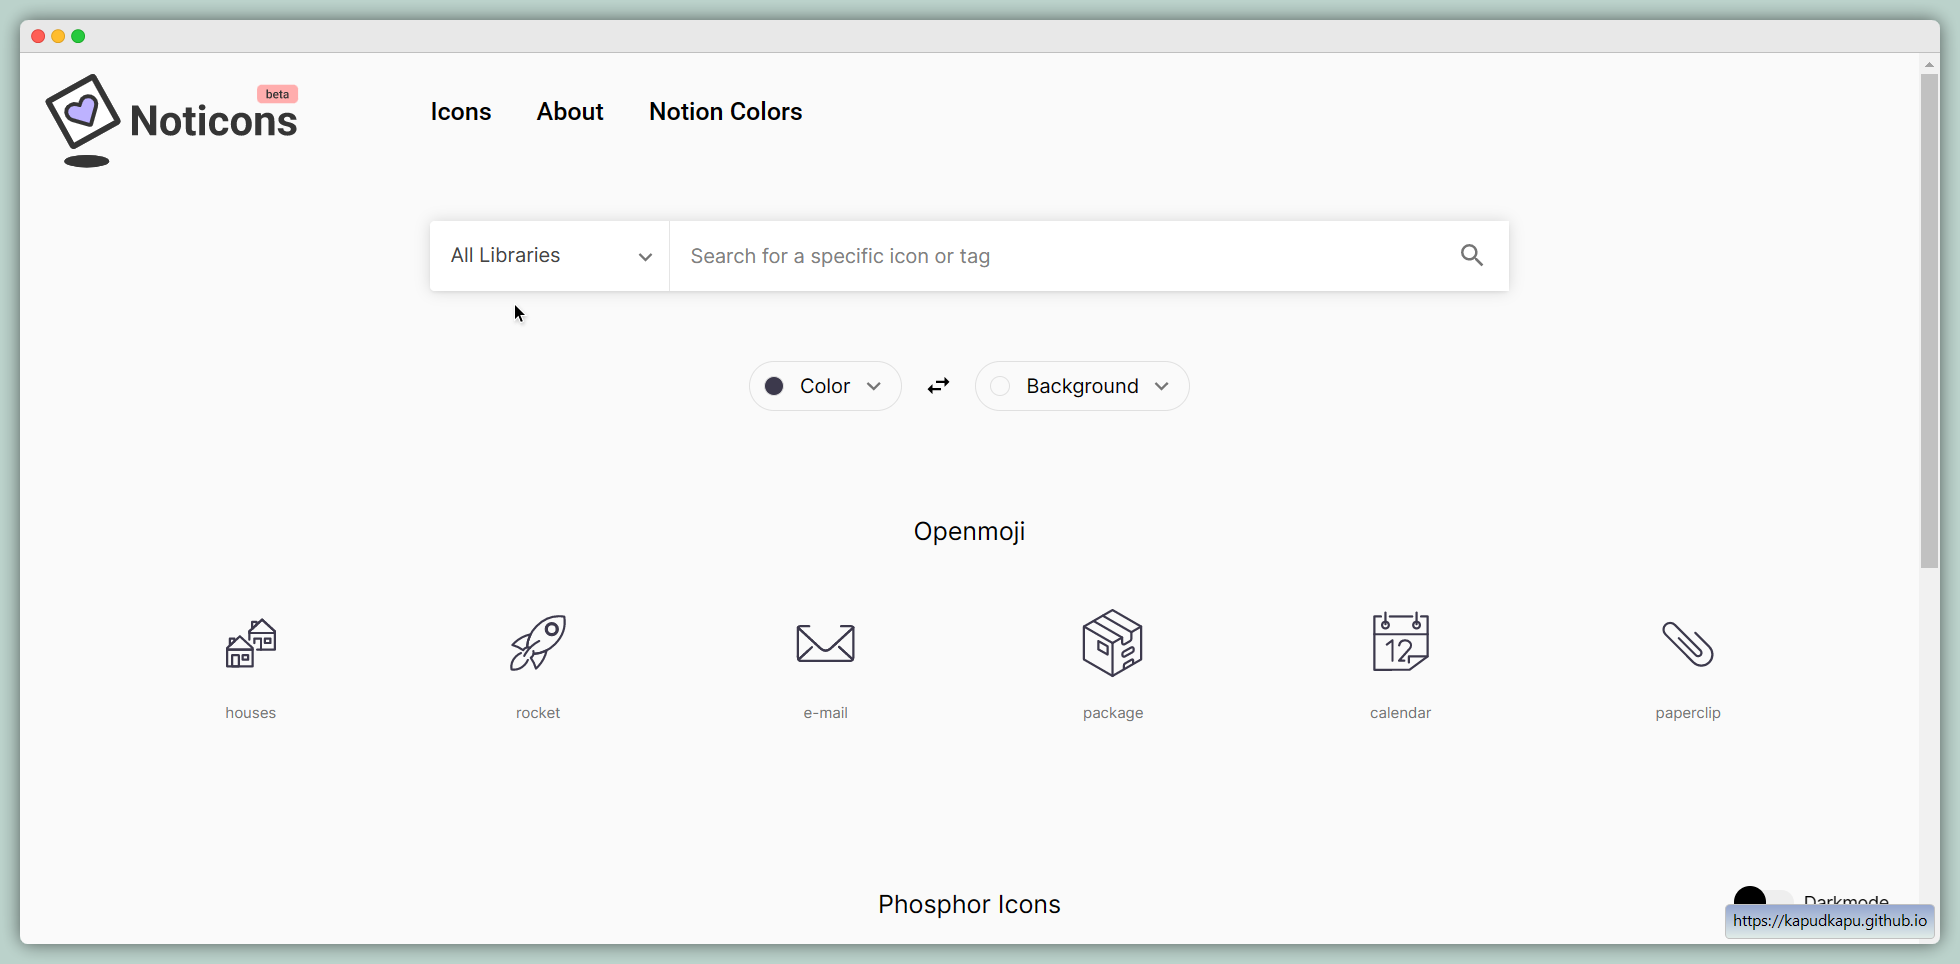 beta
Noticons
Icons About Notion Colors
All Libraries Search for a specific icon or tag
Color Background
Openmoji
12
houses rocket e-mail package calendar paperclip
Phosphor Icons
Darkmode
https://kapudkapu.github.io